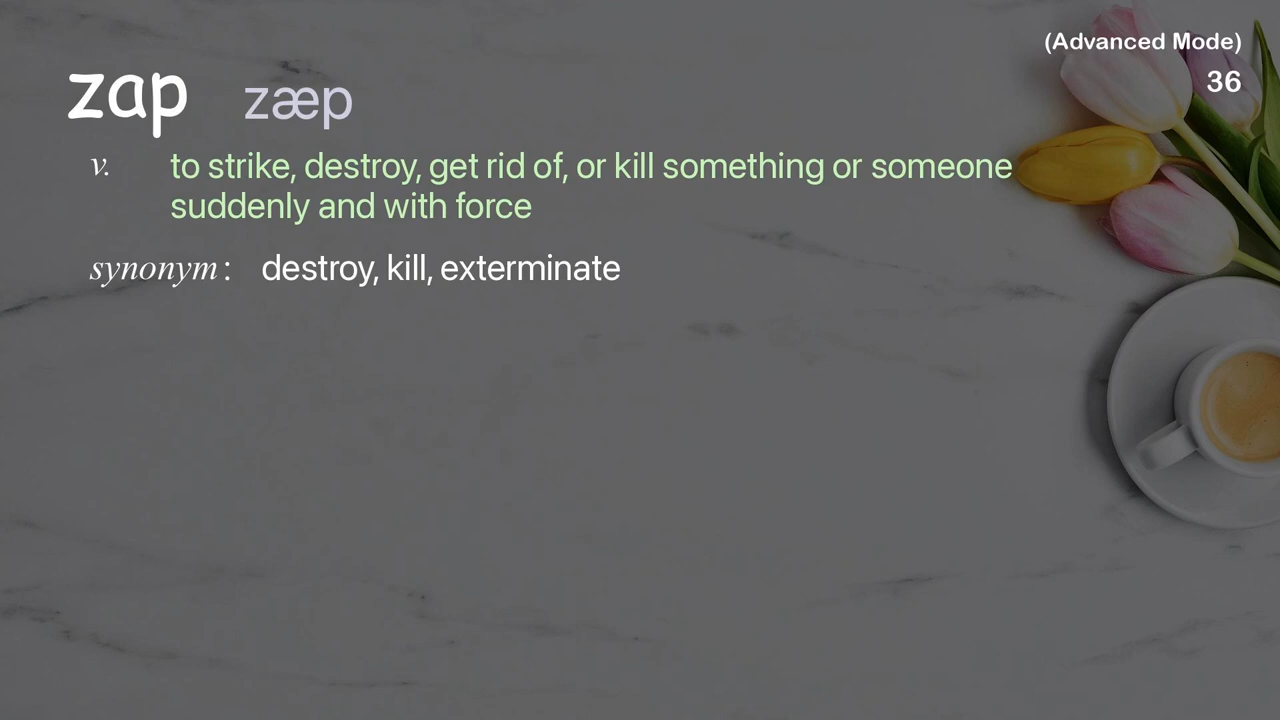 (Advanced Mode)
36
zap zæp
v. to strike, destroy, get rid of, or kill something or someone
suddenly and with force
synonym : destroy, kill, exterminate